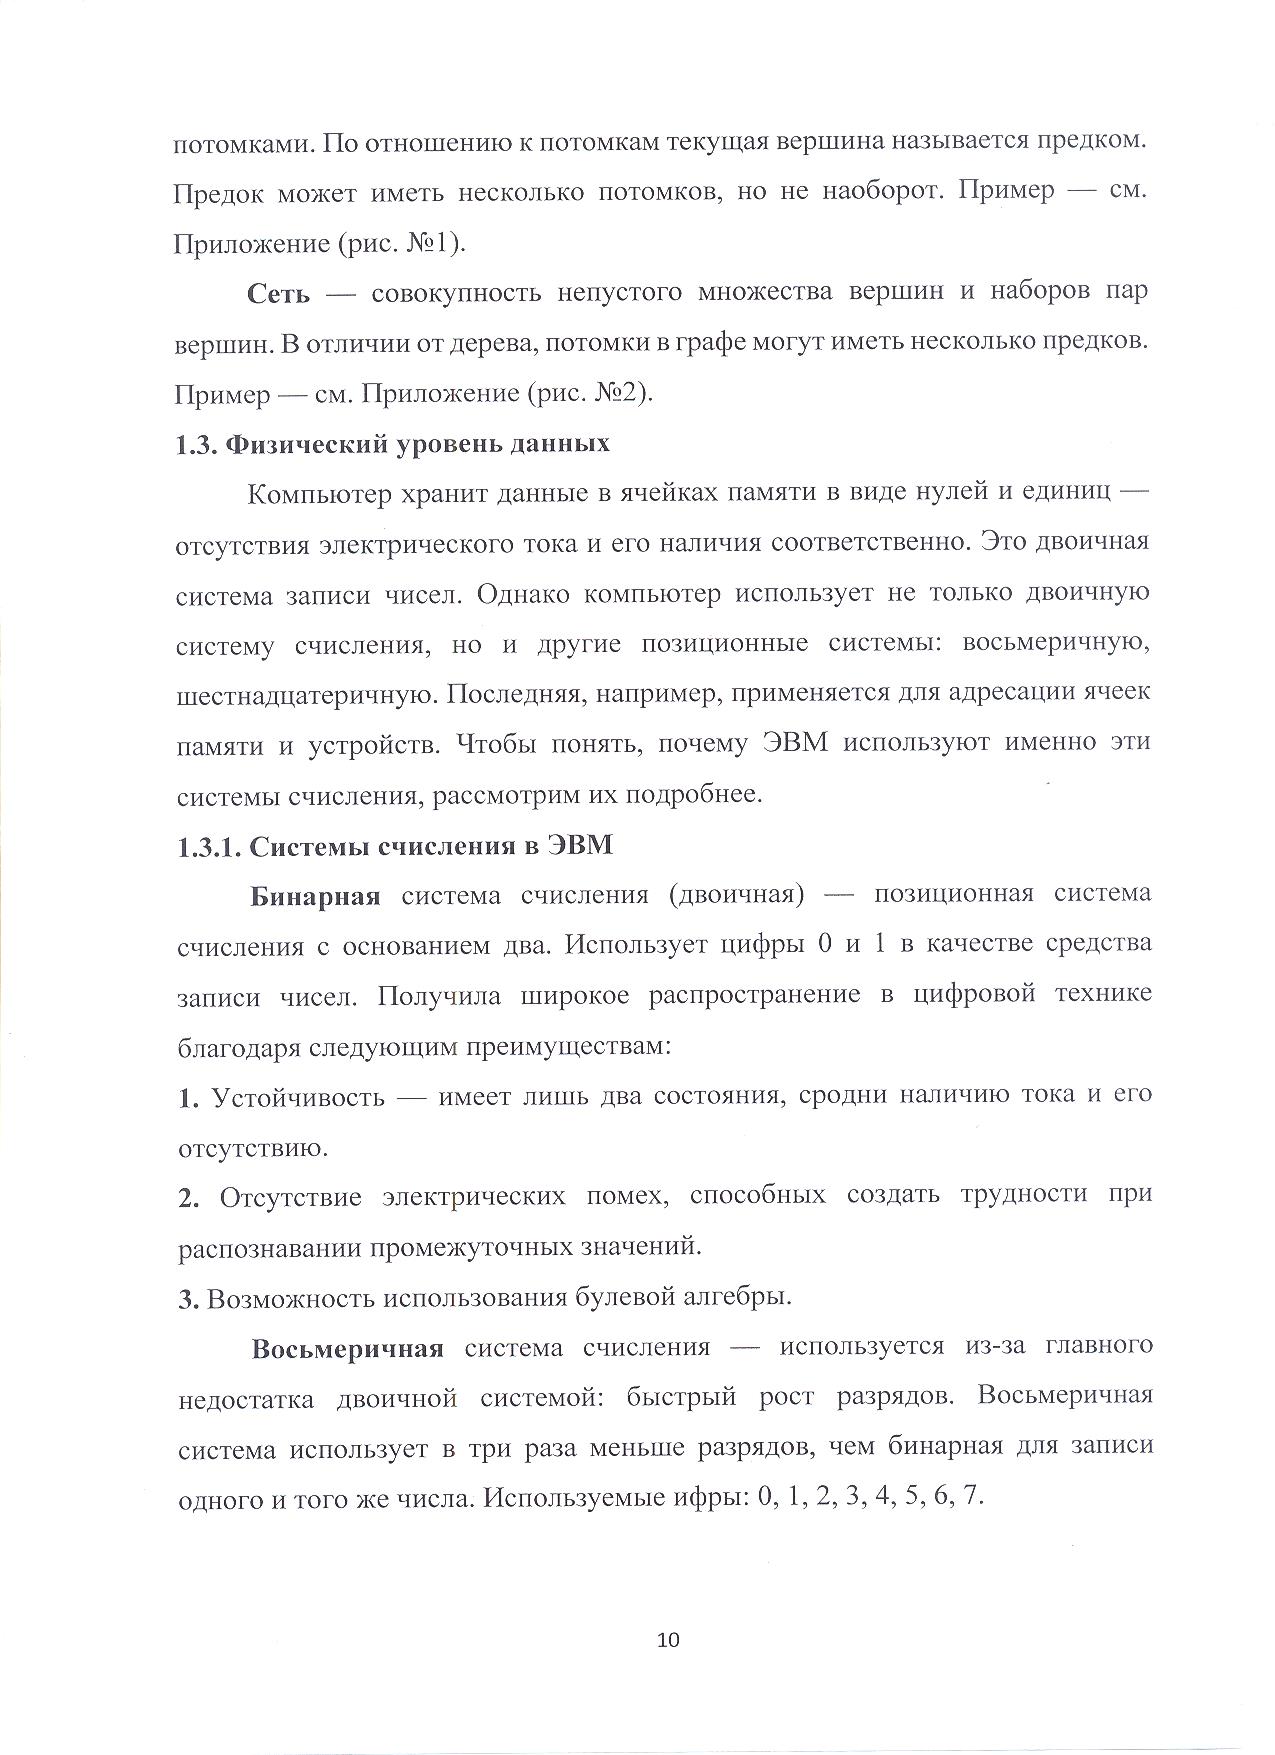 потомками. По отношению к потомкам текущая вершина называется предком.
Предок может иметь несколько потомков, но не наоборот. Пример — см.
Приложение (рис. №1).
Сеть — совокупность непустого множества вершин и наборов пар
вершин. В отличии от дерева, потомки в графе могут иметь несколько предков.
Пример — см. Приложение (рис. №2).
1.3. Физический уровень данных
Компьютер хранит данные в ячейках памяти в виде нулей и единиц —
отсутствия электрического тока и его наличия соответственно. Это двоичная
система записи чисел. Однако компьютер использует не только двоичную
систему счисления, но и другие позиционные системы: восьмеричную,
шестнадцатеричную. Последняя, например, применяется для адресации ячеек
памяти и устройств. Чтобы понять, почему ЭВМ используют именно эти
системы счисления, рассмотрим их подробнее.
1.3.1. Системы счисления в ЭВМ
Бинарная система счисления (двоичная) — позиционная система
счисления с основанием два. Использует цифры 0 и 1 в качестве средства
записи чисел. Получила широкое распространение в цифровой технике
благодаря следующим преимуществам:
1. Устойчивость — имеет лишь два состояния, сродни наличию тока и его
отсутствию.
2. Отсутствие электрических помех, способных создать трудности при
распознавании промежуточных значений.
3. Возможность использования булевой алгебры.
Восьмеричная система счисления — используется из-за главного
недостатка двоичной системой: быстрый рост разрядов. Восьмеричная
система использует в три раза меньше разрядов, чем бинарная для записи
одного и того же числа. Используемые ифры: 0, 1, 2, 3, 4, 5, 6, 7.
10